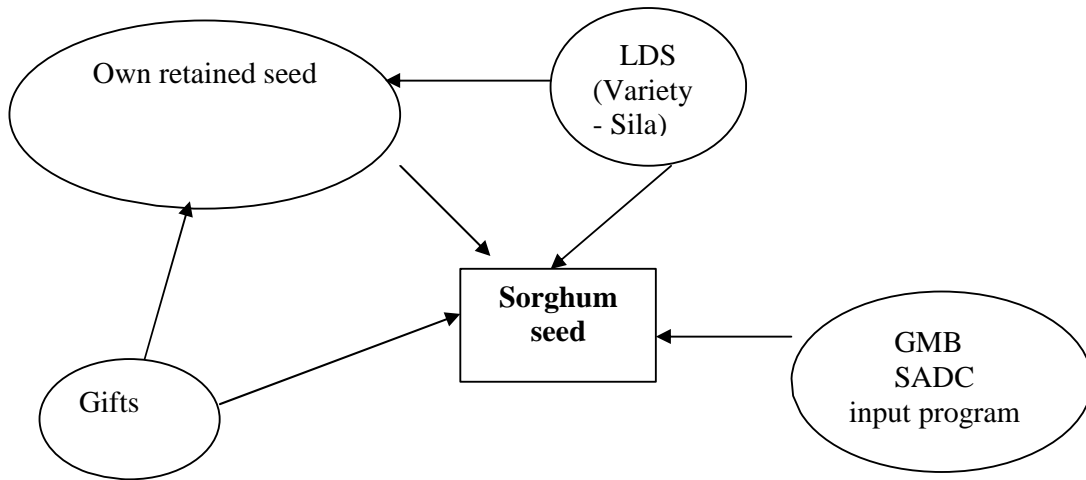 Own retained seed
LDS
(Variety
- Sila)
Sorghum
seed
GMB
SADC
input program
Gifts